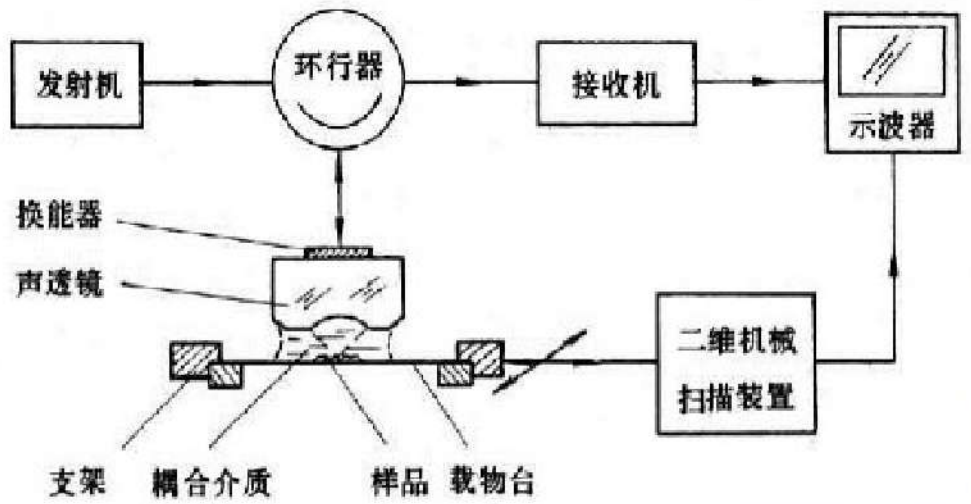 发射机
环行器
接收机
示波器
换能器
声透镜
二维机械
扫描装置
支架
耦合介质
样品
载物台